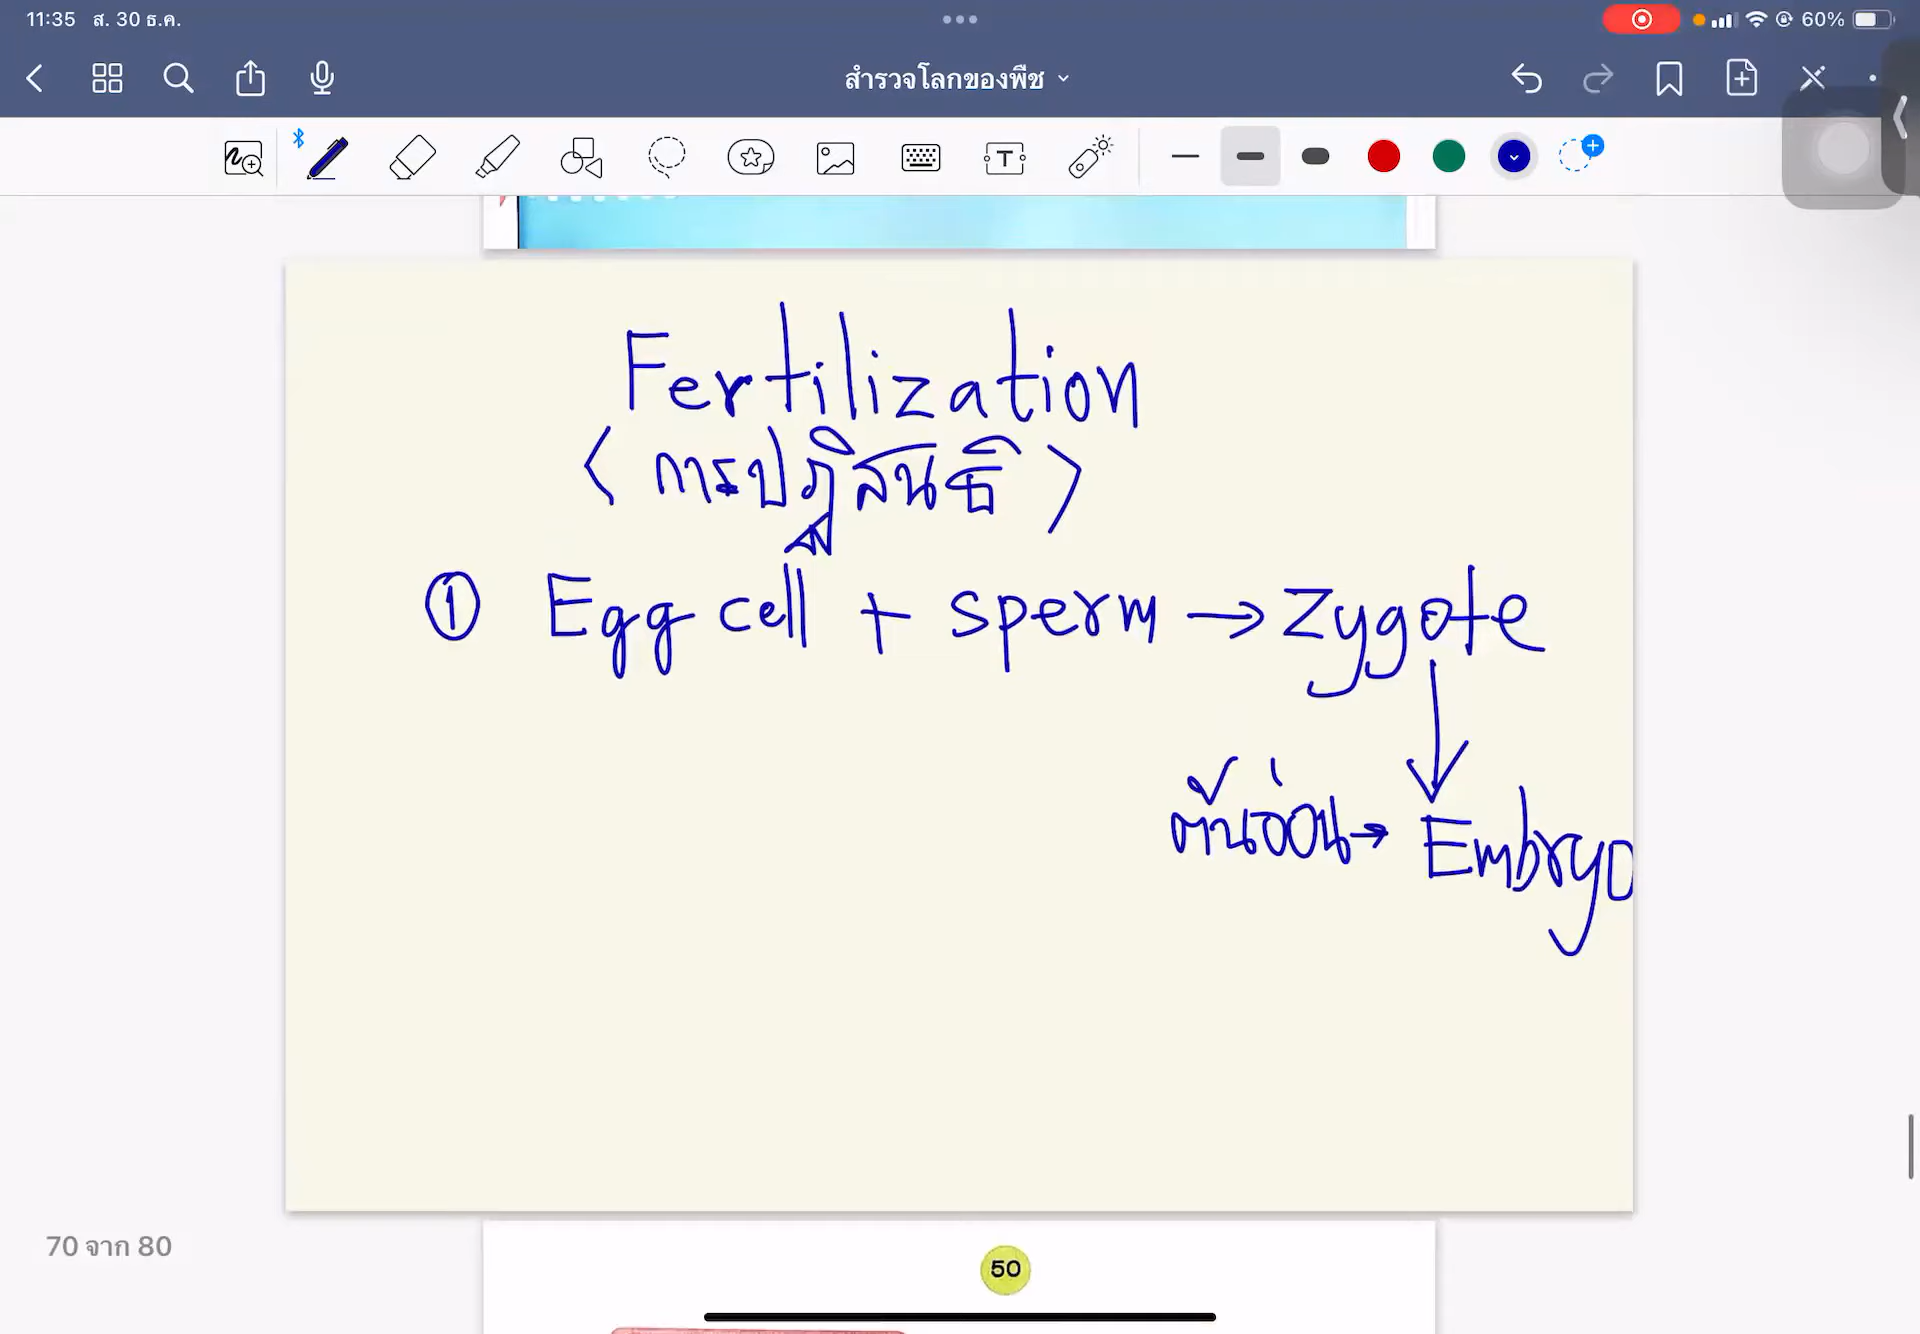 11:35 ส. 30 ธ.ค.
60%
สำรวจโลกของพืช
T
Fertilization
< การปฏิสนธิ >
① Egg cell + sperm → Zygote
ต้นอ่อน → Embryo
70 จาก 80
50